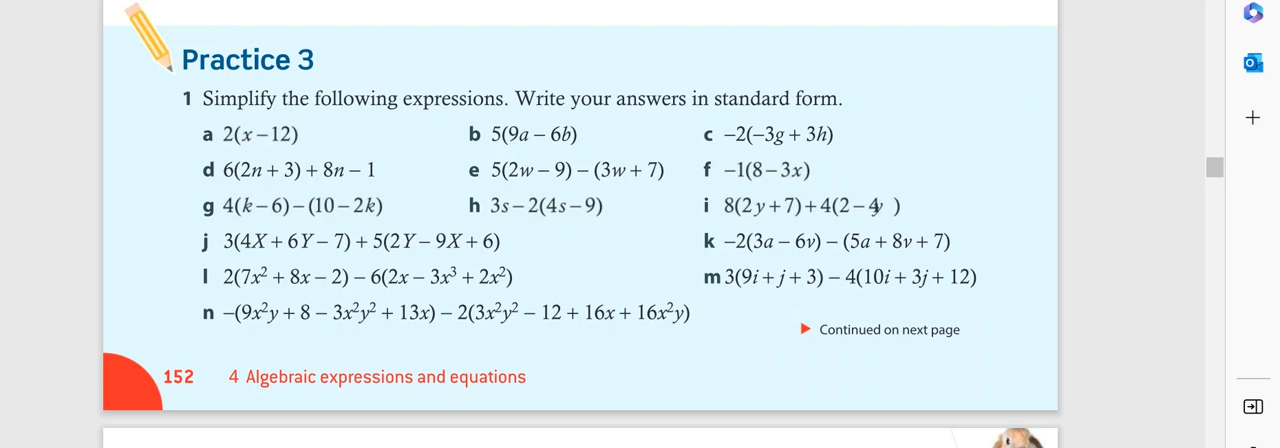 Practice 3
1 Simplify the following expressions. Write your answers in standard form.
a 2(x − 12) b 5(9a − 6b) c −2(−3g + 3h)
d 6(2n + 3) + 8n − 1 e 5(2w − 9) − (3w + 7) f −1(8 − 3x)
g 4(k − 6) − (10 − 2k) h 3s − 2(4s − 9) i 8(2y + 7) + 4(2 − 4y )
j 3(4X + 6Y − 7) + 5(2Y − 9X + 6) k −2(3a − 6v) − (5a + 8v + 7)
l 2(7x² + 8x − 2) − 6(2x − 3x³ + 2x²) m 3(9i + j + 3) − 4(10i + 3j + 12)
n −(9x²y + 8 − 3x²y² + 13x) − 2(3x²y² − 12 + 16x + 16x²y)
Continued on next page
152 4 Algebraic expressions and equations